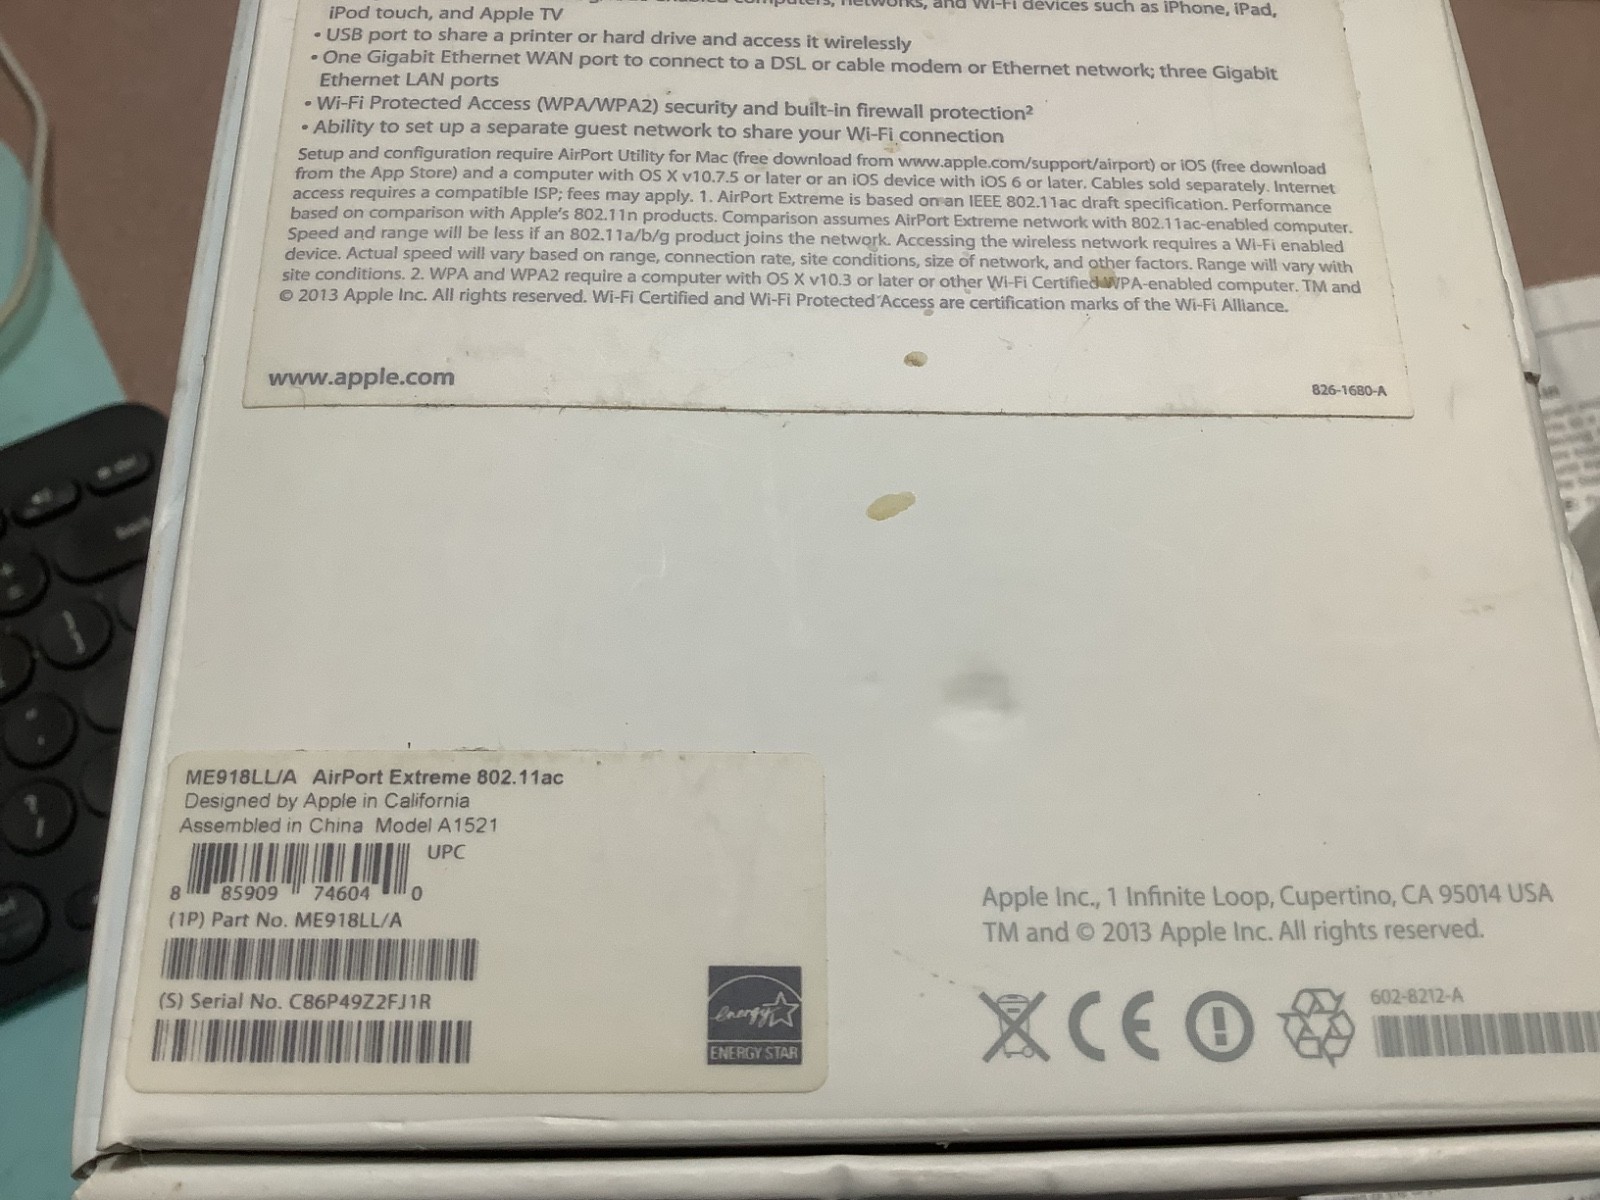 networks, and Wi-Fi devices such as iPhone, iPad,
iPod touch, and Apple TV
• USB port to share a printer or hard drive and access it wirelessly
• One Gigabit Ethernet WAN port to connect to a DSL or cable modem or Ethernet network; three Gigabit
Ethernet LAN ports
• Wi-Fi Protected Access (WPA/WPA2) security and built-in firewall protection²
• Ability to set up a separate guest network to share your Wi-Fi connection
Setup and configuration require AirPort Utility for Mac (free download from www.apple.com/support/airport) or iOS (free download
from the App Store) and a computer with OS X v10.7.5 or later or an iOS device with iOS 6 or later. Cables sold separately. Internet
access requires a compatible ISP; fees may apply. 1. AirPort Extreme is based on an IEEE 802.11ac draft specification. Performance
based on comparison with Apple's 802.11n products. Comparison assumes AirPort Extreme network with 802.11ac-enabled computer.
Speed and range will be less if an 802.11a/b/g product joins the network. Accessing the wireless network requires a Wi-Fi enabled
device. Actual speed will vary based on range, connection rate, site conditions, size of network, and other factors. Range will vary with
site conditions. 2. WPA and WPA2 require a computer with OS X v10.3 or later or other Wi-Fi Certified WPA-enabled computer. TM and
© 2013 Apple Inc. All rights reserved. Wi-Fi Certified and Wi-Fi Protected Access are certification marks of the Wi-Fi Alliance.
www.apple.com
826-1680-A
ME918LL/A AirPort Extreme 802.11ac
Designed by Apple in California
Assembled in China Model A1521
UPC
8 85909 74604 0
(1P) Part No. ME918LL/A
(S) Serial No. C86P49Z2FJ1R
energy
ENERGY STAR
Apple Inc., 1 Infinite Loop, Cupertino, CA 95014 USA
TM and © 2013 Apple Inc. All rights reserved.
CE
602-8212-A